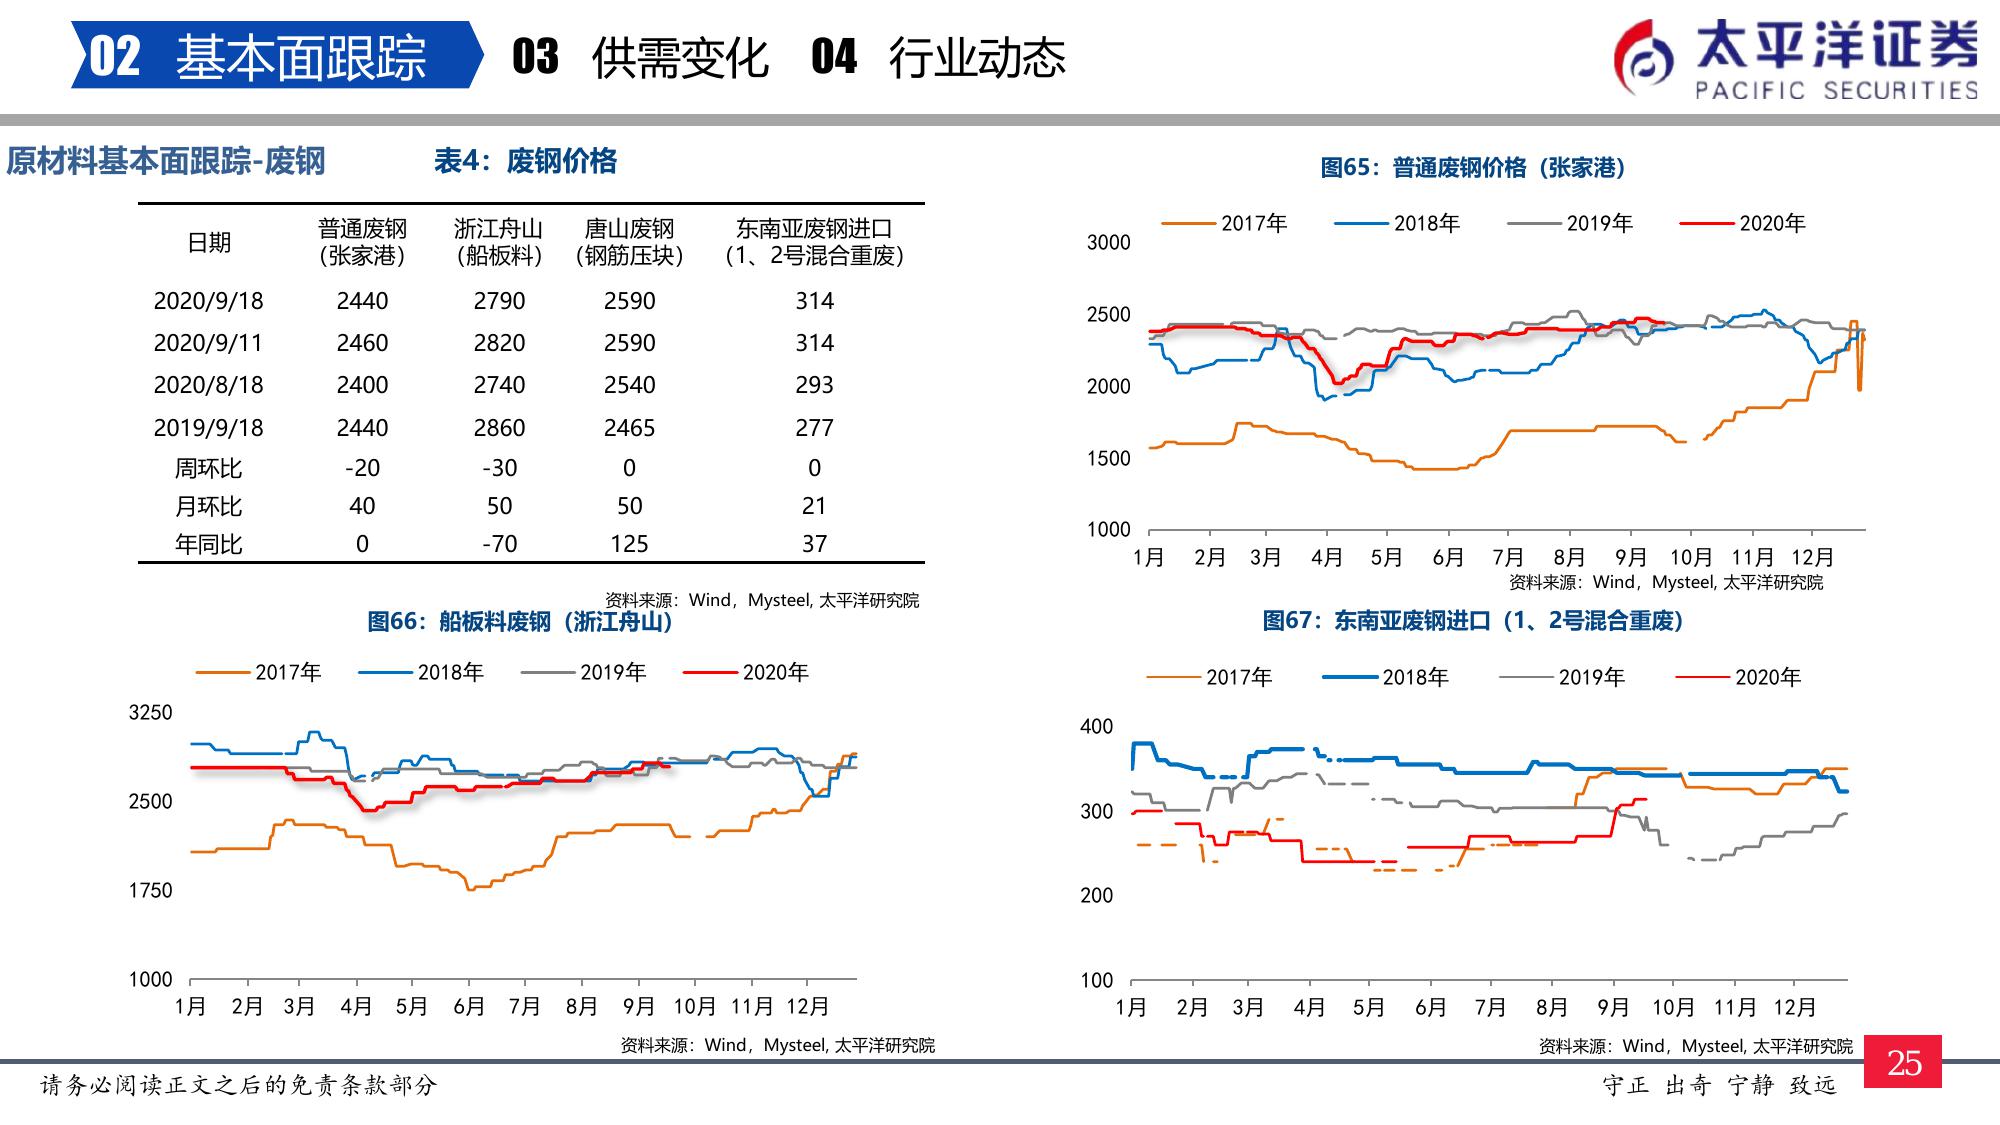 02 基本面跟踪 03 供需变化 04 行业动态
太平洋证券
PACIFIC SECURITIES
原材料基本面跟踪-废钢
表4：废钢价格
日期 普通废钢（张家港） 浙江舟山（船板料） 唐山废钢（钢筋压块） 东南亚废钢进口（1、2号混合重废）
2020/9/18 2440 2790 2590 314
2020/9/11 2460 2820 2590 314
2020/8/18 2400 2740 2540 293
2019/9/18 2440 2860 2465 277
周环比 -20 -30 0 0
月环比 40 50 50 21
年同比 0 -70 125 37
资料来源：Wind，Mysteel, 太平洋研究院
图65：普通废钢价格（张家港）
2017年 2018年 2019年 2020年
3000
2500
2000
1500
1000
1月 2月 3月 4月 5月 6月 7月 8月 9月 10月 11月 12月
资料来源：Wind，Mysteel, 太平洋研究院
图66：船板料废钢（浙江舟山）
2017年 2018年 2019年 2020年
3250
2500
1750
1000
1月 2月 3月 4月 5月 6月 7月 8月 9月 10月 11月 12月
资料来源：Wind，Mysteel, 太平洋研究院
图67：东南亚废钢进口（1、2号混合重废）
2017年 2018年 2019年 2020年
400
300
200
100
1月 2月 3月 4月 5月 6月 7月 8月 9月 10月 11月 12月
资料来源：Wind，Mysteel, 太平洋研究院
25
请务必阅读正文之后的免责条款部分
守正 出奇 宁静 致远